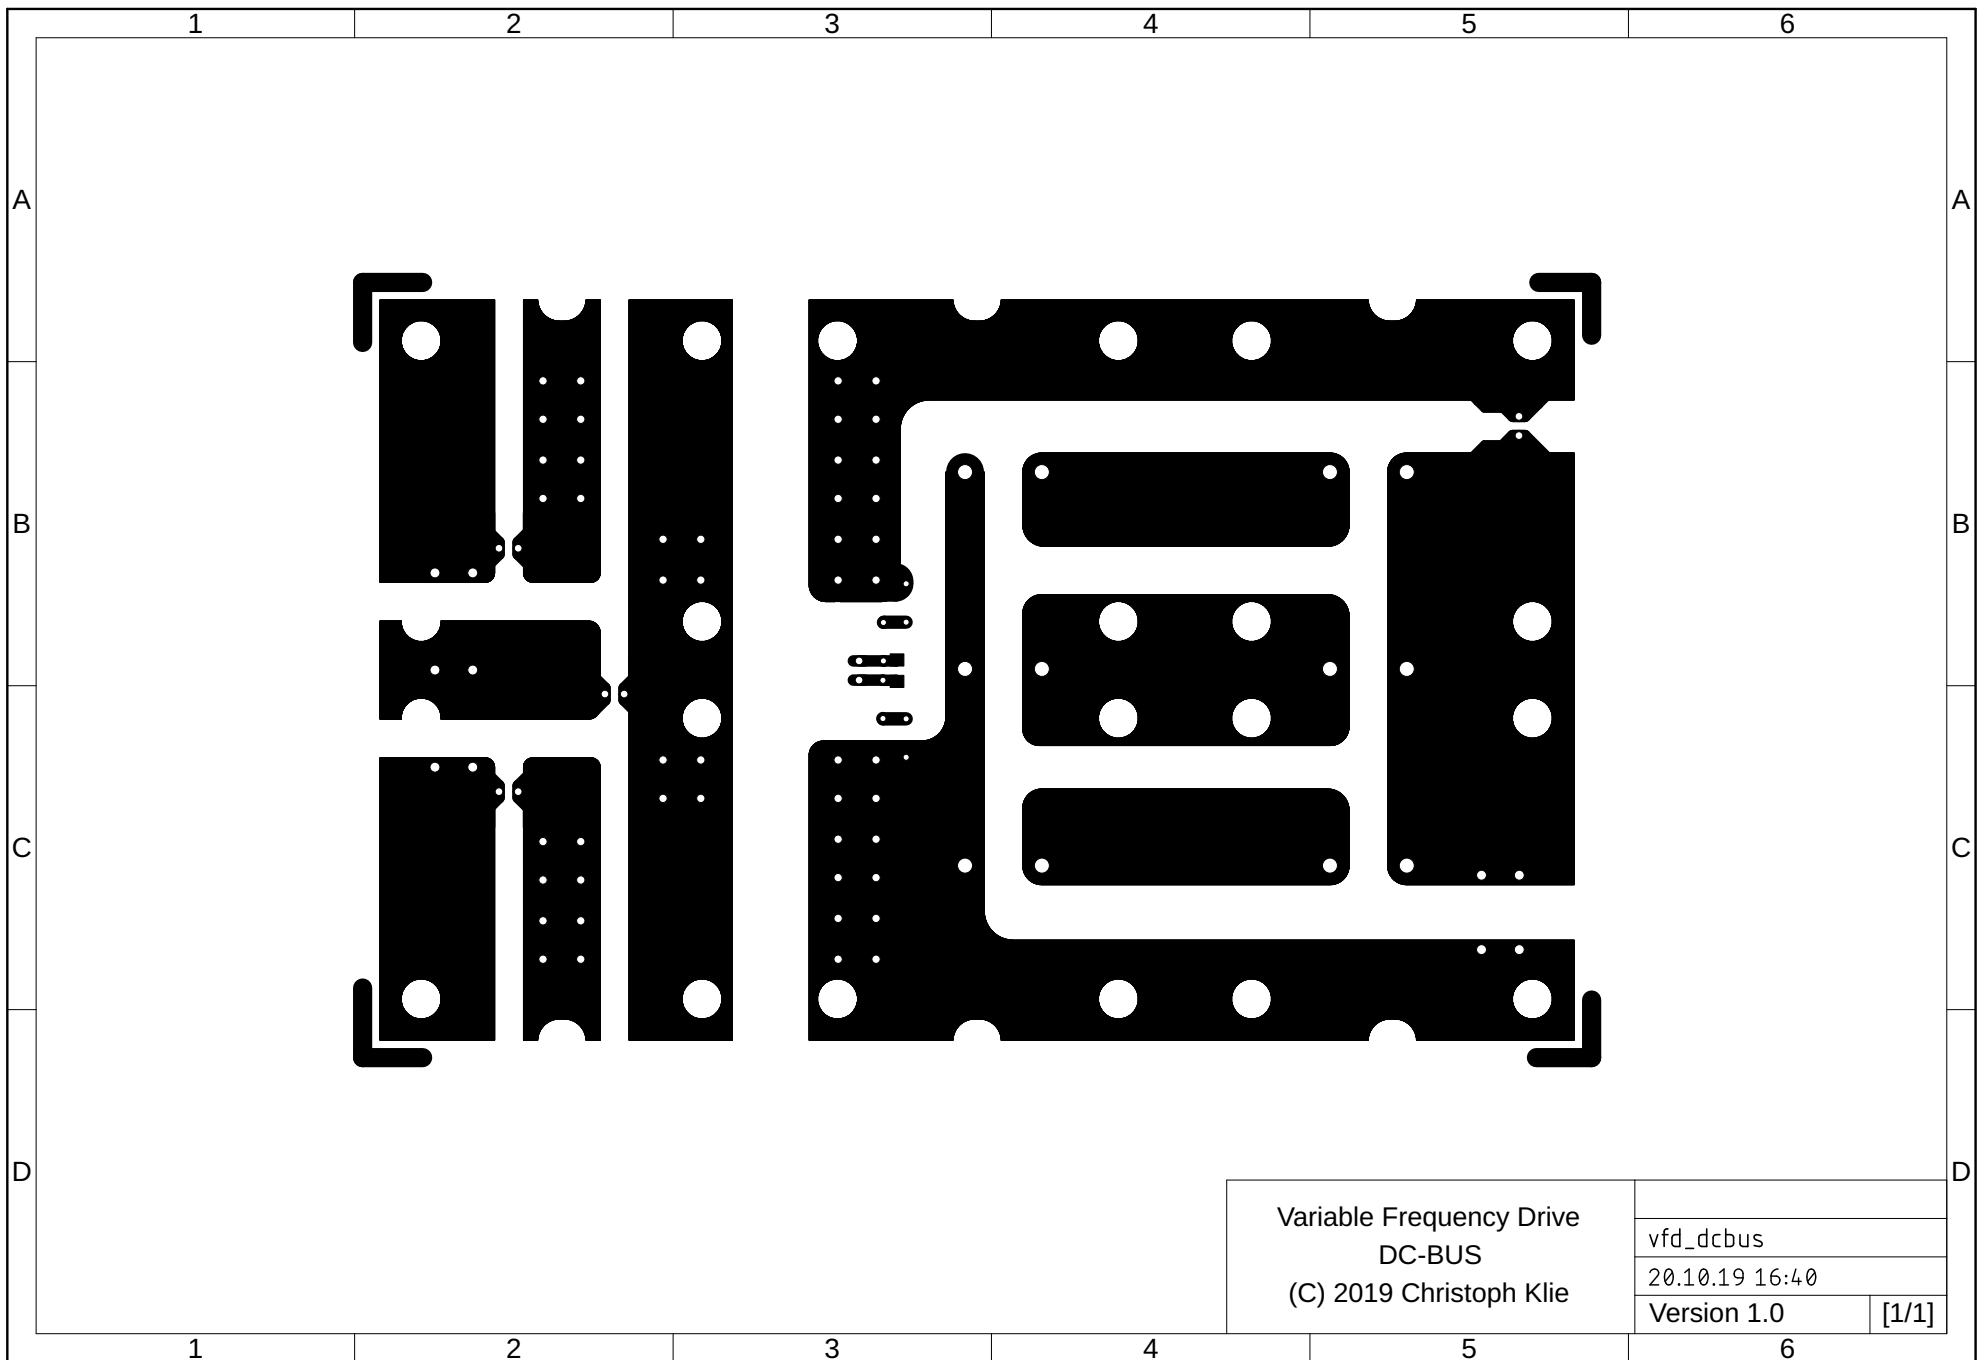 1 2 3 4 5 6
A A
B B
C C
D D
Variable Frequency Drive
DC-BUS
(C) 2019 Christoph Klie
vfd_dcbus
20.10.19 16:40
Version 1.0 [1/1]
1 2 3 4 5 6